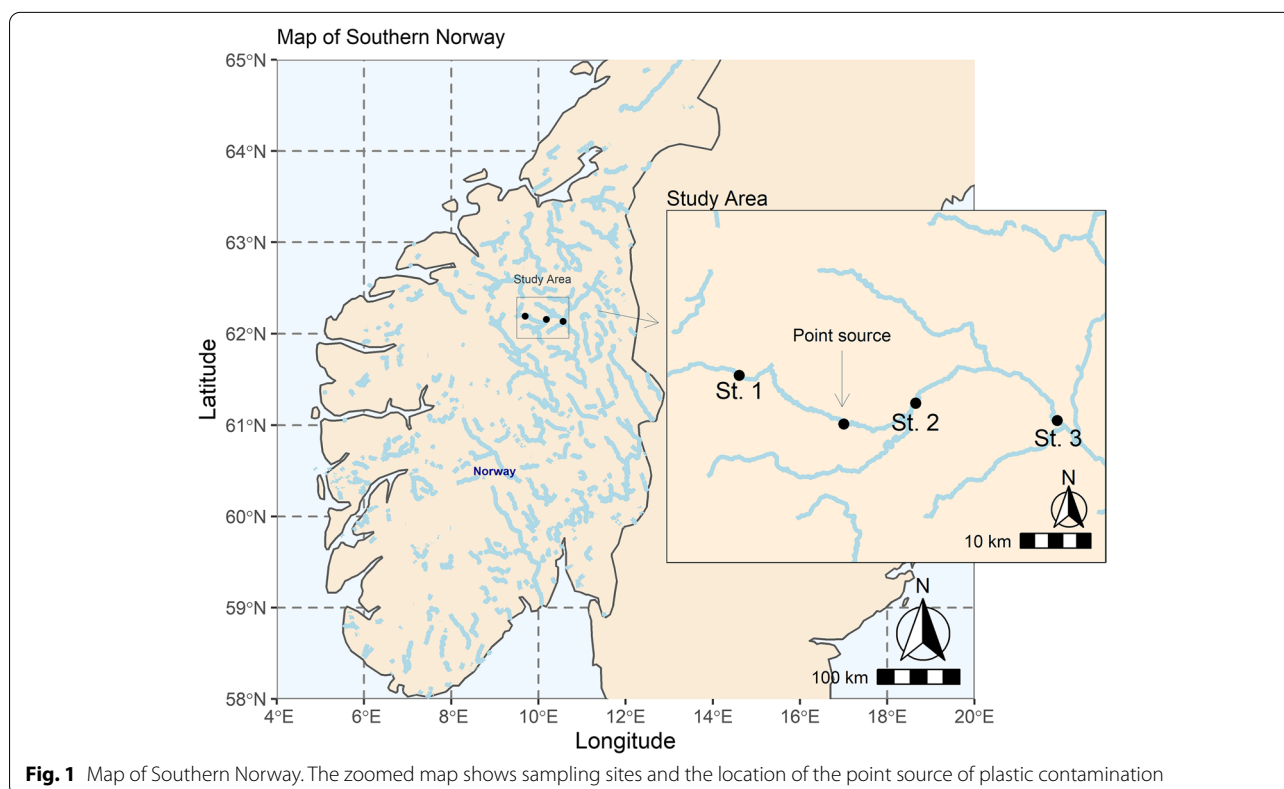 Map of Southern Norway
65°N
64°N
63°N
62°N
61°N
60°N
59°N
58°N
Latitude
Study Area
Norway
Study Area
Point source
St. 1
St. 2
St. 3
N
10 km
N
100 km
4°E 6°E 8°E 10°E 12°E 14°E 16°E 18°E 20°E
Longitude
Fig. 1 Map of Southern Norway. The zoomed map shows sampling sites and the location of the point source of plastic contamination